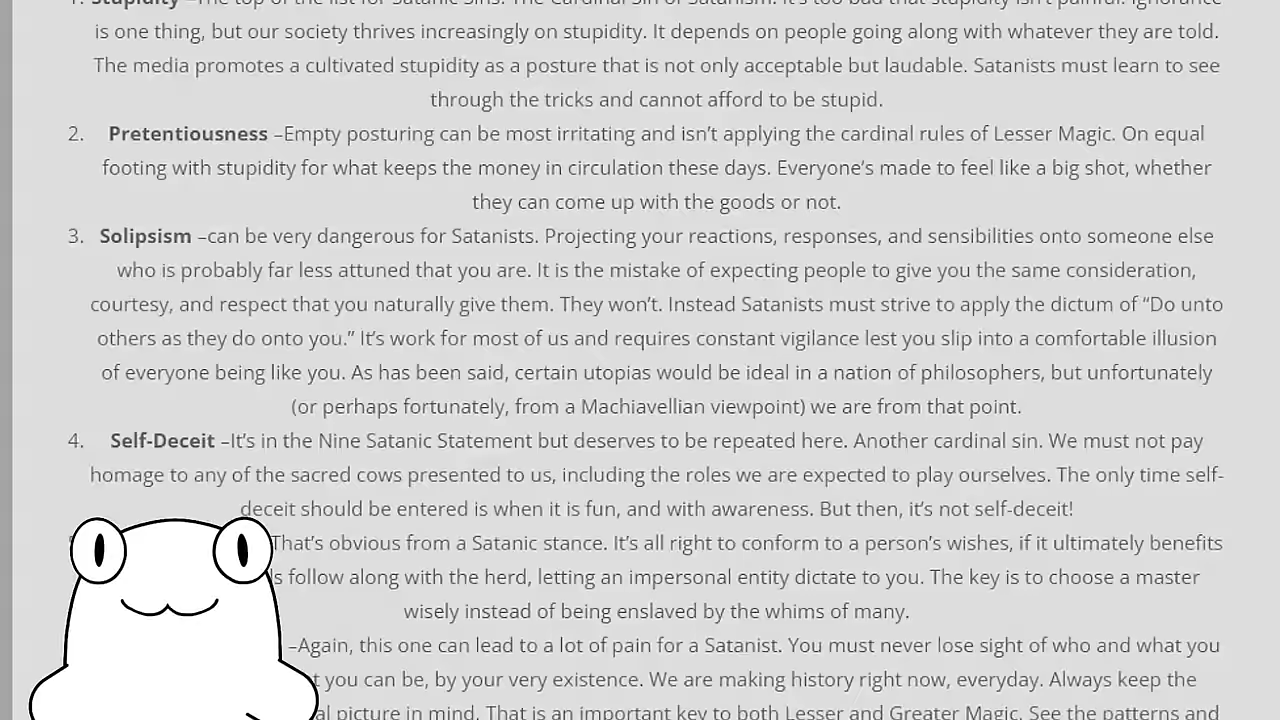 1. Stupidity –The top of the list for Satanic Sins. The Cardinal Sin of Satanism. It's too bad that stupidity isn't painful. Ignorance
is one thing, but our society thrives increasingly on stupidity. It depends on people going along with whatever they are told.
The media promotes a cultivated stupidity as a posture that is not only acceptable but laudable. Satanists must learn to see
through the tricks and cannot afford to be stupid.
2. Pretentiousness –Empty posturing can be most irritating and isn't applying the cardinal rules of Lesser Magic. On equal
footing with stupidity for what keeps the money in circulation these days. Everyone's made to feel like a big shot, whether
they can come up with the goods or not.
3. Solipsism –can be very dangerous for Satanists. Projecting your reactions, responses, and sensibilities onto someone else
who is probably far less attuned that you are. It is the mistake of expecting people to give you the same consideration,
courtesy, and respect that you naturally give them. They won't. Instead Satanists must strive to apply the dictum of “Do unto
others as they do onto you.” It's work for most of us and requires constant vigilance lest you slip into a comfortable illusion
of everyone being like you. As has been said, certain utopias would be ideal in a nation of philosophers, but unfortunately
(or perhaps fortunately, from a Machiavellian viewpoint) we are from that point.
4. Self-Deceit –It's in the Nine Satanic Statement but deserves to be repeated here. Another cardinal sin. We must not pay
homage to any of the sacred cows presented to us, including the roles we are expected to play ourselves. The only time self-
deceit should be entered is when it is fun, and with awareness. But then, it's not self-deceit!
That's obvious from a Satanic stance. It's all right to conform to a person's wishes, if it ultimately benefits
follow along with the herd, letting an impersonal entity dictate to you. The key is to choose a master
wisely instead of being enslaved by the whims of many.
–Again, this one can lead to a lot of pain for a Satanist. You must never lose sight of who and what you
you can be, by your very existence. We are making history right now, everyday. Always keep the
picture in mind. That is an important key to both Lesser and Greater Magic. See the patterns and